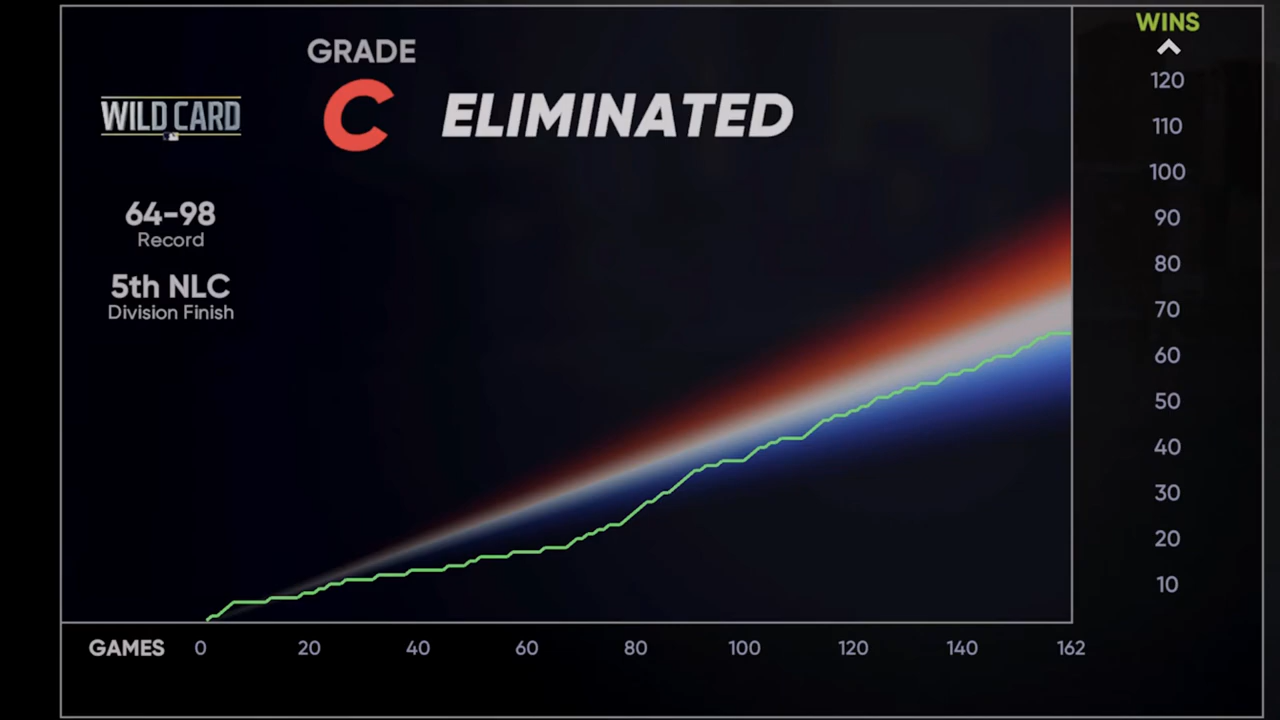 GRADE
WILD CARD
C
ELIMINATED
64-98
Record
5th NLC
Division Finish
WINS
120
110
100
90
80
70
60
50
40
30
20
10
GAMES 0 20 40 60 80 100 120 140 162